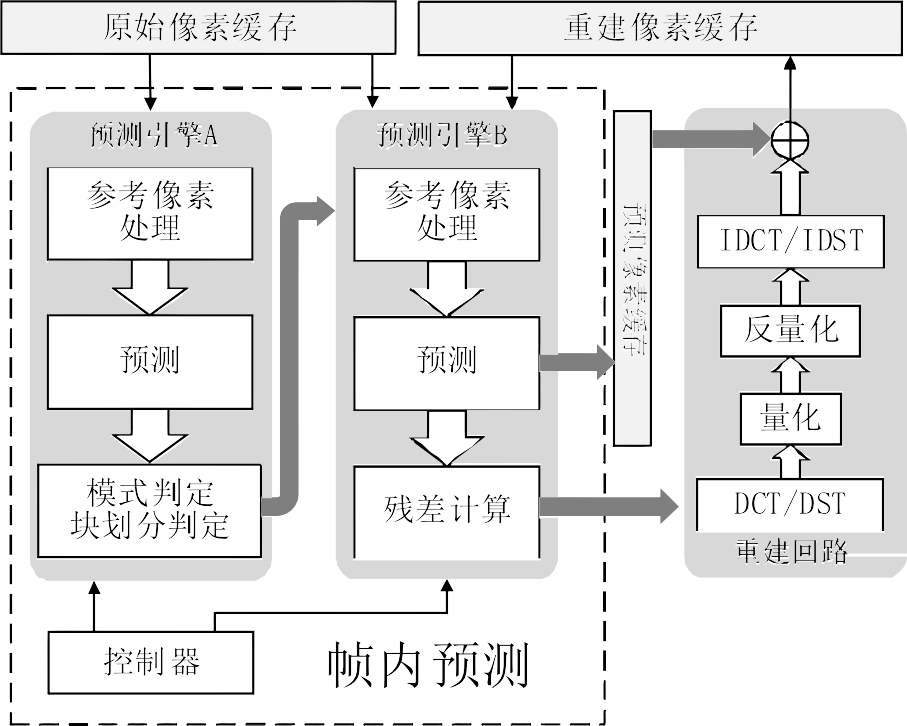 原始像素缓存
重建像素缓存
预测引擎A
参考像素
处理
预测
模式判定
块划分判定
预测引擎B
参考像素
处理
预测
残差计算
控制器
帧内预测
预测像素缓存
IDCT/IDST
反量化
量化
DCT/DST
重建回路